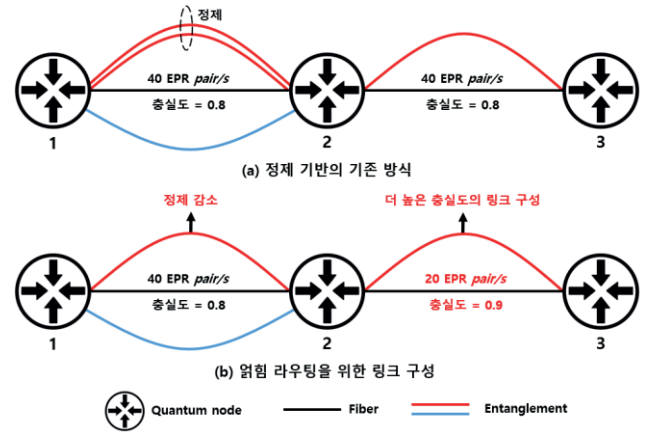 정제
40 EPR pair/s
충실도 = 0.8
40 EPR pair/s
충실도 = 0.8
1
2
3
(a) 정제 기반의 기존 방식
정제 감소
더 높은 충실도의 링크 구성
40 EPR pair/s
충실도 = 0.8
20 EPR pair/s
충실도 = 0.9
1
2
3
(b) 얽힘 라우팅을 위한 링크 구성
Quantum node
Fiber
Entanglement